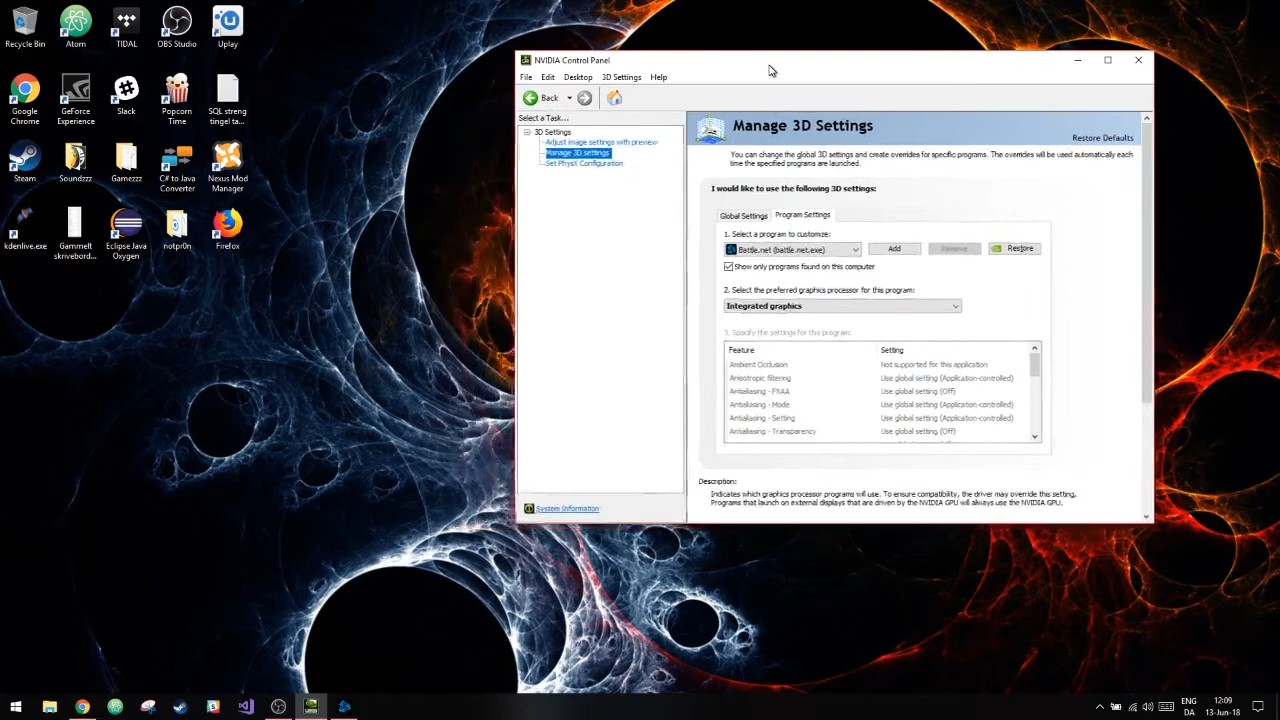 Recycle Bin
Atom
TIDAL
OBS Studio
Uplay
Google
Chrome
GeForce
Experience
Slack
Popcorn
Time
SQL streng
tingel ta...
Steam
Soundzzz
Gamezzz
C# to Java
Converter
Nexus Mod
Manager
kdenlive.exe
Gammelt
skrivebord...
Eclipse Java
Oxygen
notpr0n
Firefox
NVIDIA Control Panel
File Edit Desktop 3D Settings Help
Back
Select a Task...
3D Settings
Adjust image settings with preview
Manage 3D settings
Set PhysX Configuration
System Information
Manage 3D Settings
Restore Defaults
You can change the global 3D settings and create overrides for specific programs. The overrides will be used automatically each
time the specified programs are launched.
I would like to use the following 3D settings:
Global Settings Program Settings
1. Select a program to customize:
Battle.net (battle.net.exe) Add Remove Restore
Show only programs found on this computer
2. Select the preferred graphics processor for this program:
Integrated graphics
3. Specify the settings for this program:
Feature Setting
Ambient Occlusion Not supported for this application
Anisotropic filtering Use global setting (Application-controlled)
Antialiasing - FXAA Use global setting (Off)
Antialiasing - Mode Use global setting (Application-controlled)
Antialiasing - Setting Use global setting (Application-controlled)
Antialiasing - Transparency Use global setting (Off)
Description:
Indicates which graphics processor programs will use. To ensure compatibility, the driver may override this setting.
Programs that launch on external displays that are driven by the NVIDIA GPU will always use the NVIDIA GPU.
ENG
DA
12:09
13-Jun-18